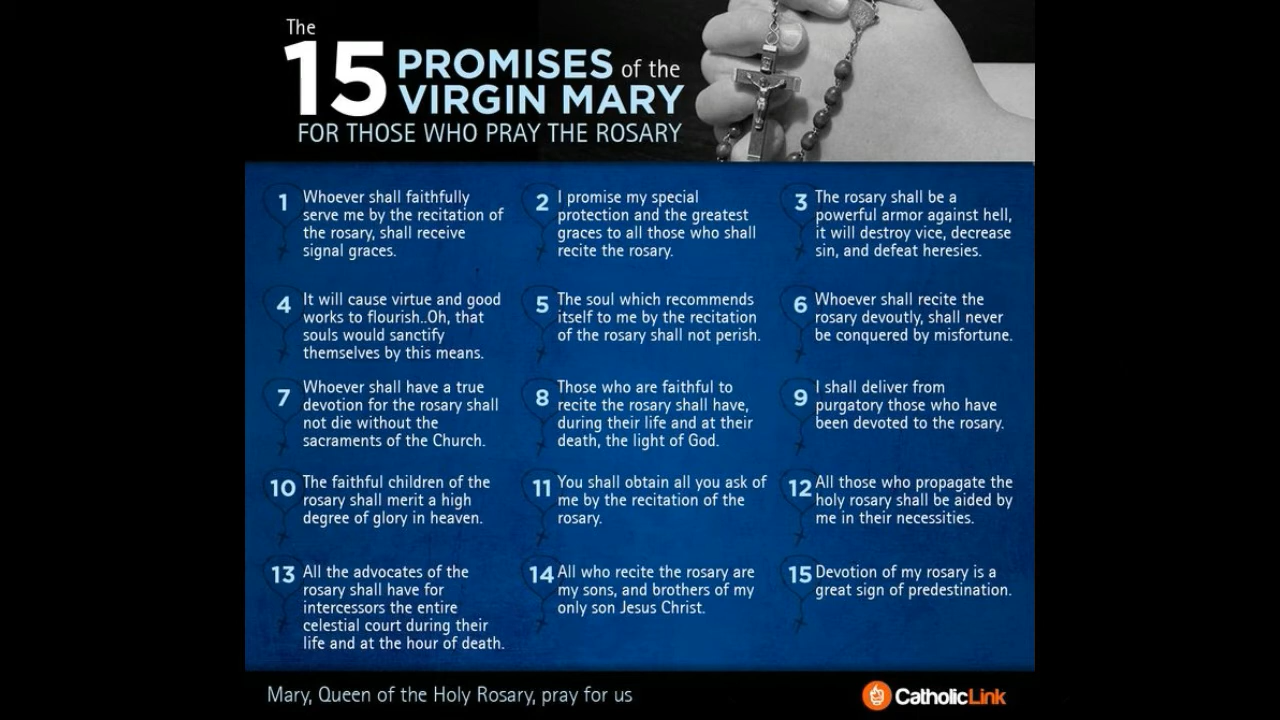 The
15 PROMISES of the
VIRGIN MARY
FOR THOSE WHO PRAY THE ROSARY
1
Whoever shall faithfully
serve me by the recitation of
the rosary, shall receive
signal graces.
2
I promise my special
protection and the greatest
graces to all those who shall
recite the rosary.
3
The rosary shall be a
powerful armor against hell,
it will destroy vice, decrease
sin, and defeat heresies.
4
It will cause virtue and good
works to flourish..Oh, that
souls would sanctify
themselves by this means.
5
The soul which recommends
itself to me by the recitation
of the rosary shall not perish.
6
Whoever shall recite the
rosary devoutly, shall never
be conquered by misfortune.
7
Whoever shall have a true
devotion for the rosary shall
not die without the
sacraments of the Church.
8
Those who are faithful to
recite the rosary shall have,
during their life and at their
death, the light of God.
9
I shall deliver from
purgatory those who have
been devoted to the rosary.
10
The faithful children of the
rosary shall merit a high
degree of glory in heaven.
11
You shall obtain all you ask of
me by the recitation of the
rosary.
12
All those who propagate the
holy rosary shall be aided by
me in their necessities.
13
All the advocates of the
rosary shall have for
intercessors the entire
celestial court during their
life and at the hour of death.
14
All who recite the rosary are
my sons, and brothers of my
only son Jesus Christ.
15
Devotion of my rosary is a
great sign of predestination.
Mary, Queen of the Holy Rosary, pray for us
CatholicLink